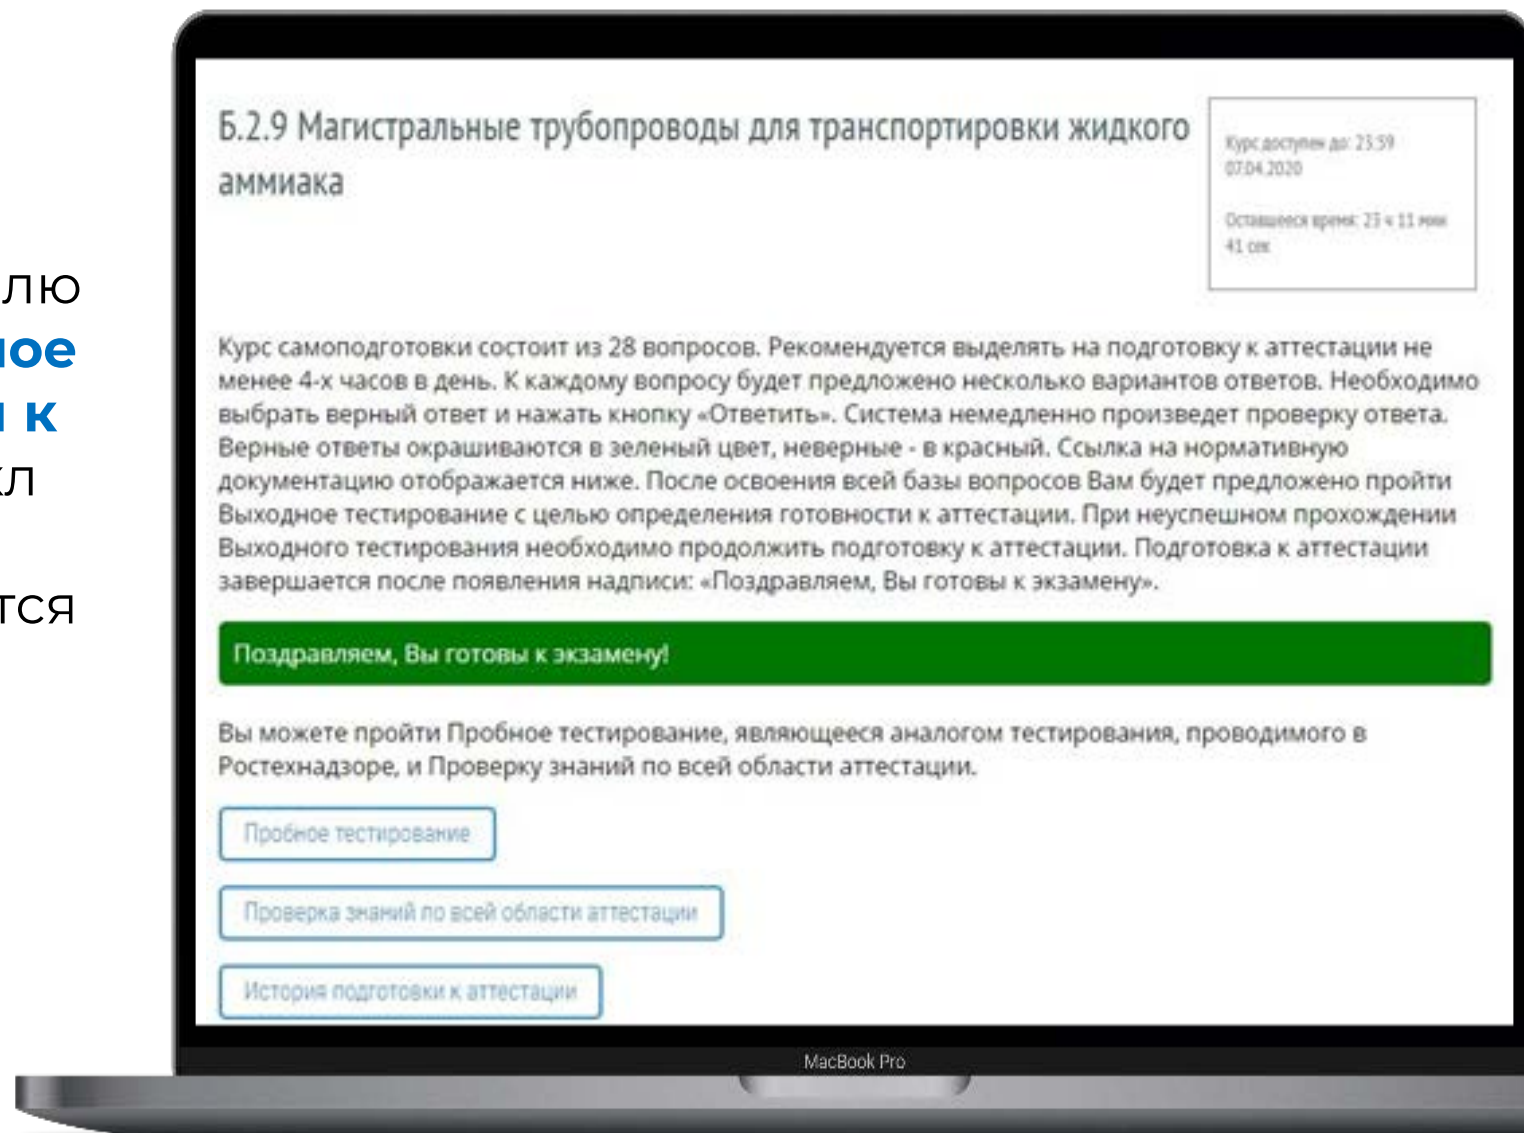 лю
ное
и к
кл
тся
Б.2.9 Магистральные трубопроводы для транспортировки жидкого
аммиака
Курс доступен до: 23:59
07.04.2020
Оставшееся время: 23 ч 11 мин
41 сек
Курс самоподготовки состоит из 28 вопросов. Рекомендуется выделять на подготовку к аттестации не
менее 4-х часов в день. К каждому вопросу будет предложено несколько вариантов ответов. Необходимо
выбрать верный ответ и нажать кнопку «Ответить». Система немедленно произведет проверку ответа.
Верные ответы окрашиваются в зеленый цвет, неверные - в красный. Ссылка на нормативную
документацию отображается ниже. После освоения всей базы вопросов Вам будет предложено пройти
Выходное тестирование с целью определения готовности к аттестации. При неуспешном прохождении
Выходного тестирования необходимо продолжить подготовку к аттестации. Подготовка к аттестации
завершается после появления надписи: «Поздравляем, Вы готовы к экзамену».
Поздравляем, Вы готовы к экзамену!
Вы можете пройти Пробное тестирование, являющееся аналогом тестирования, проводимого в
Ростехнадзоре, и Проверку знаний по всей области аттестации.
Пробное тестирование
Проверка знаний по всей области аттестации
История подготовки к аттестации
MacBook Pro